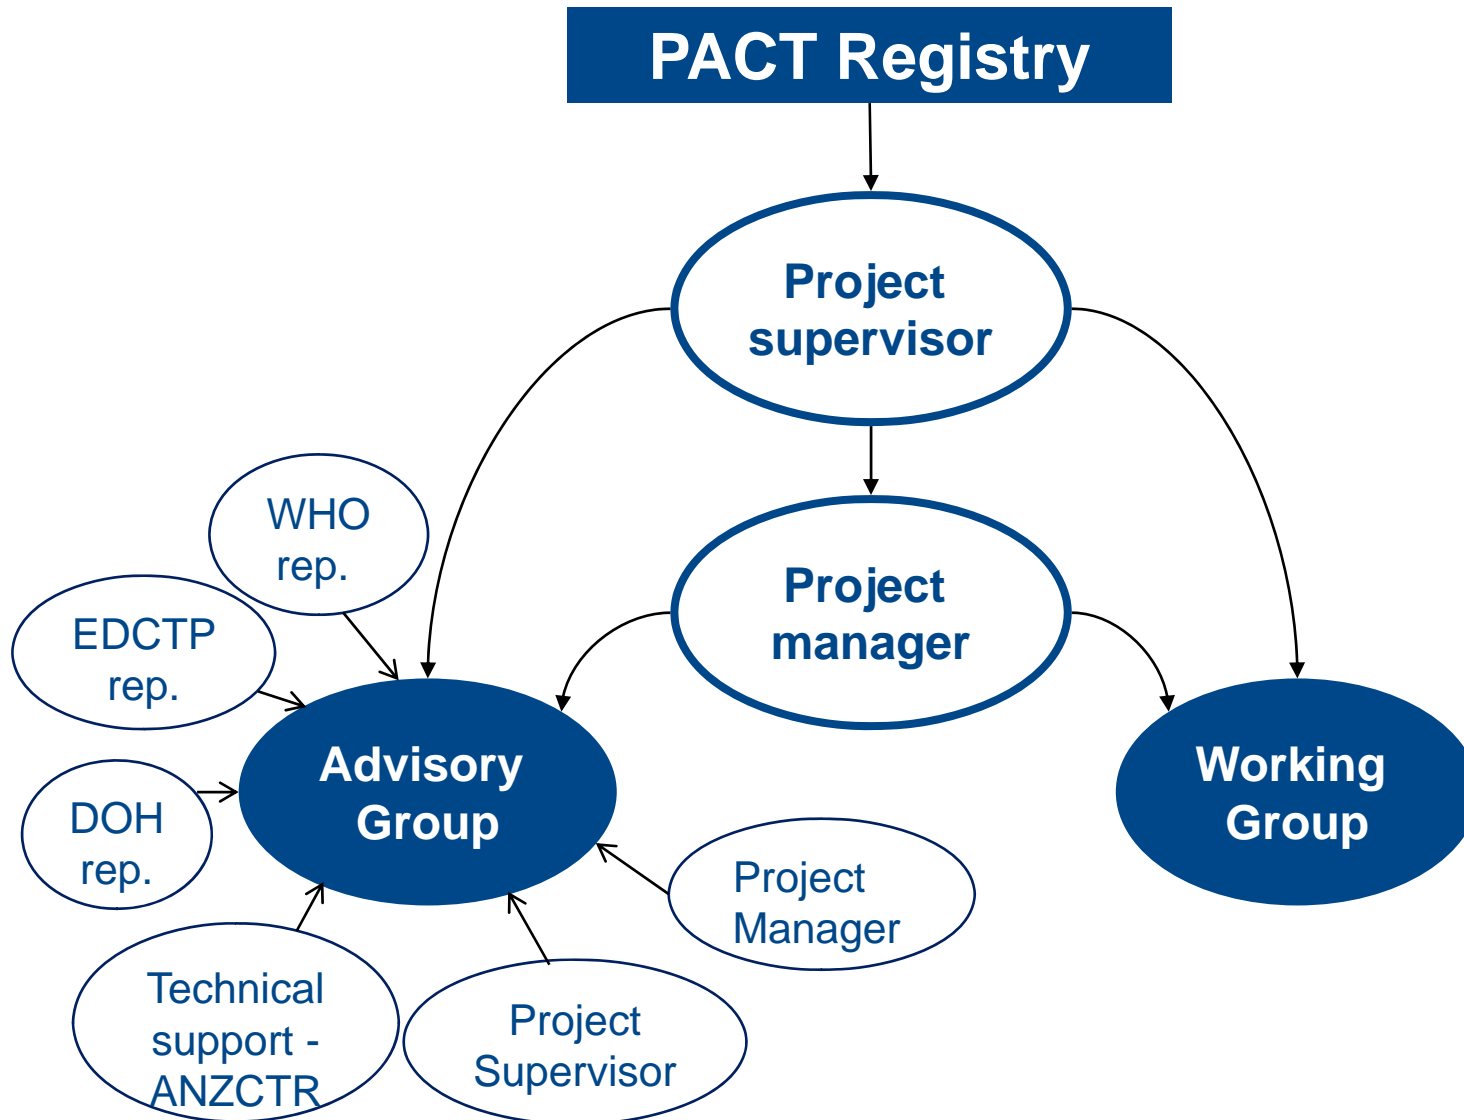 PACT Registry
Project
supervisor
WHO
rep.
Project
manager
EDCTP
rep.
Advisory
Group
Working
Group
DOH
rep.
Project
Manager
Technical
support -
ANZCTR
Project
Supervisor